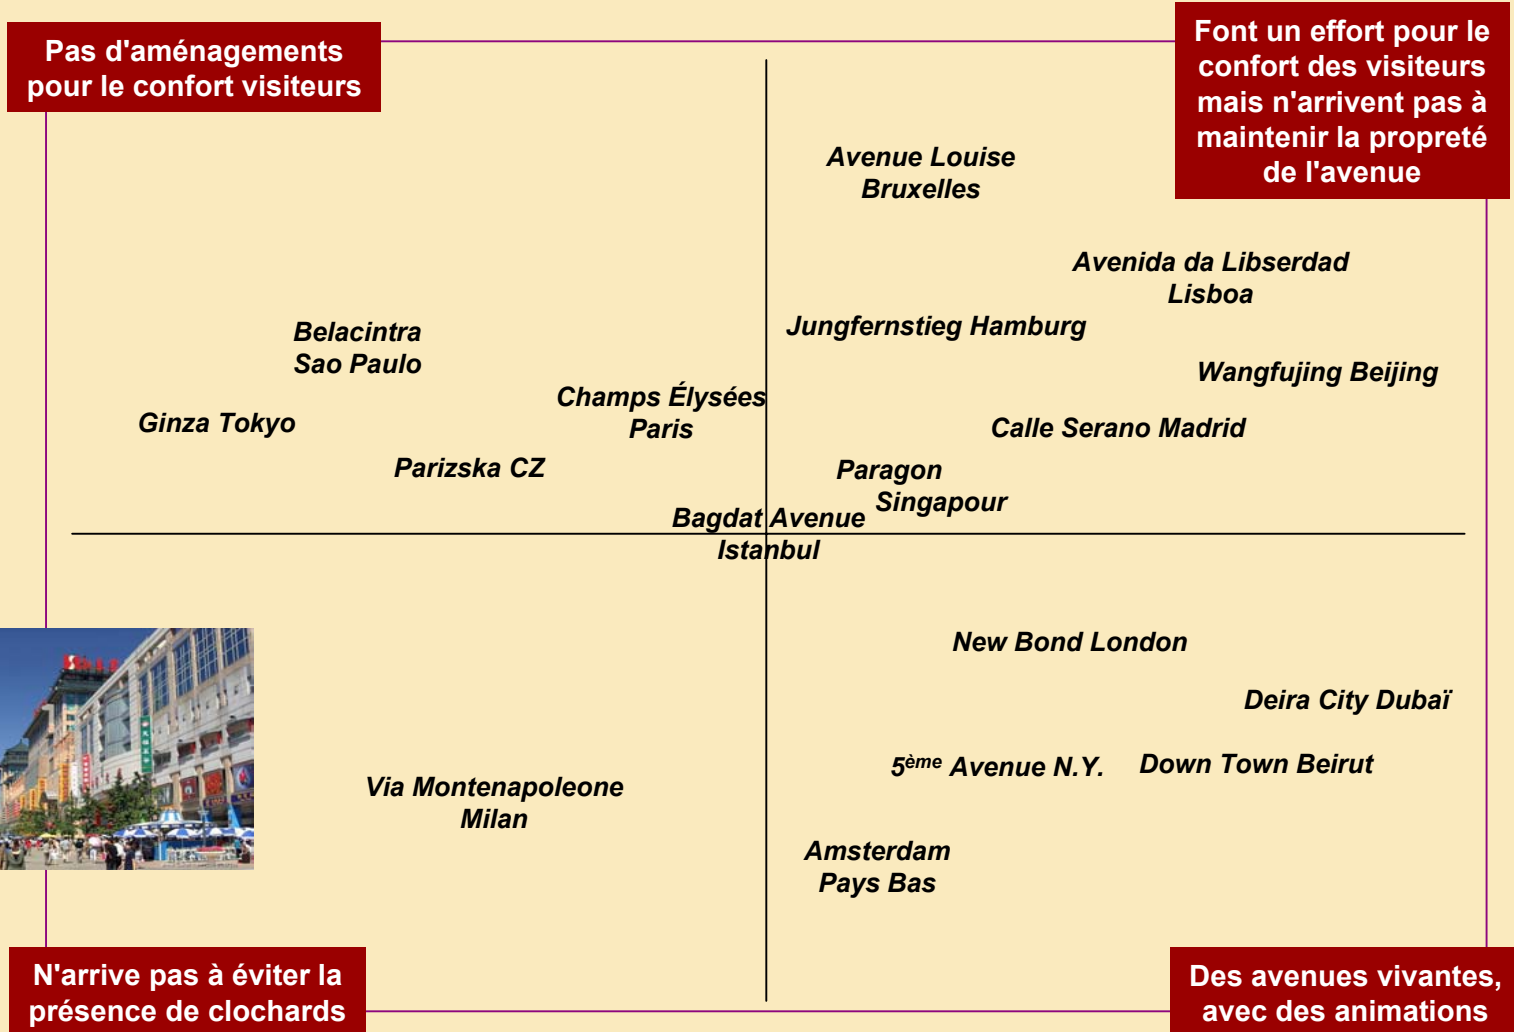 Pas d'aménagements
pour le confort visiteurs
Font un effort pour le
confort des visiteurs
mais n'arrivent pas à
maintenir la propreté
de l'avenue
Avenue Louise
Bruxelles
Avenida da Libserdad
Lisboa
Jungfernstieg Hamburg
Belacintra
Sao Paulo
Wangfujing Beijing
Champs Élysées
Paris
Ginza Tokyo
Calle Serano Madrid
Parizska CZ
Paragon
Singapour
Bagdat Avenue
Istanbul
New Bond London
Deira City Dubaï
5ème Avenue N.Y.
Down Town Beirut
Via Montenapoleone
Milan
Amsterdam
Pays Bas
N'arrive pas à éviter la
présence de clochards
Des avenues vivantes,
avec des animations